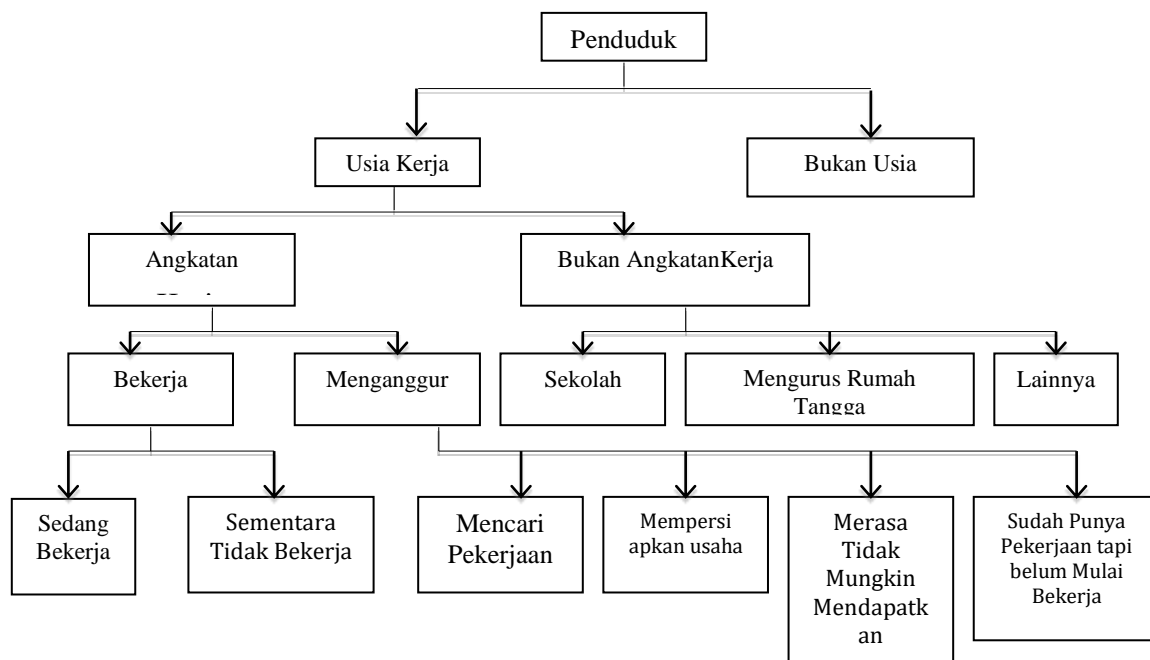 Penduduk
Usia Kerja
Bukan Usia
Angkatan
Bukan AngkatanKerja
Bekerja
Menganggur
Sekolah
Mengurus Rumah
Tangga
Lainnya
Sedang
Bekerja
Sementara
Tidak Bekerja
Mencari
Pekerjaan
Mempersi
apkan usaha
Merasa
Tidak
Mungkin
Mendapatk
an
Sudah Punya
Pekerjaan tapi
belum Mulai
Bekerja